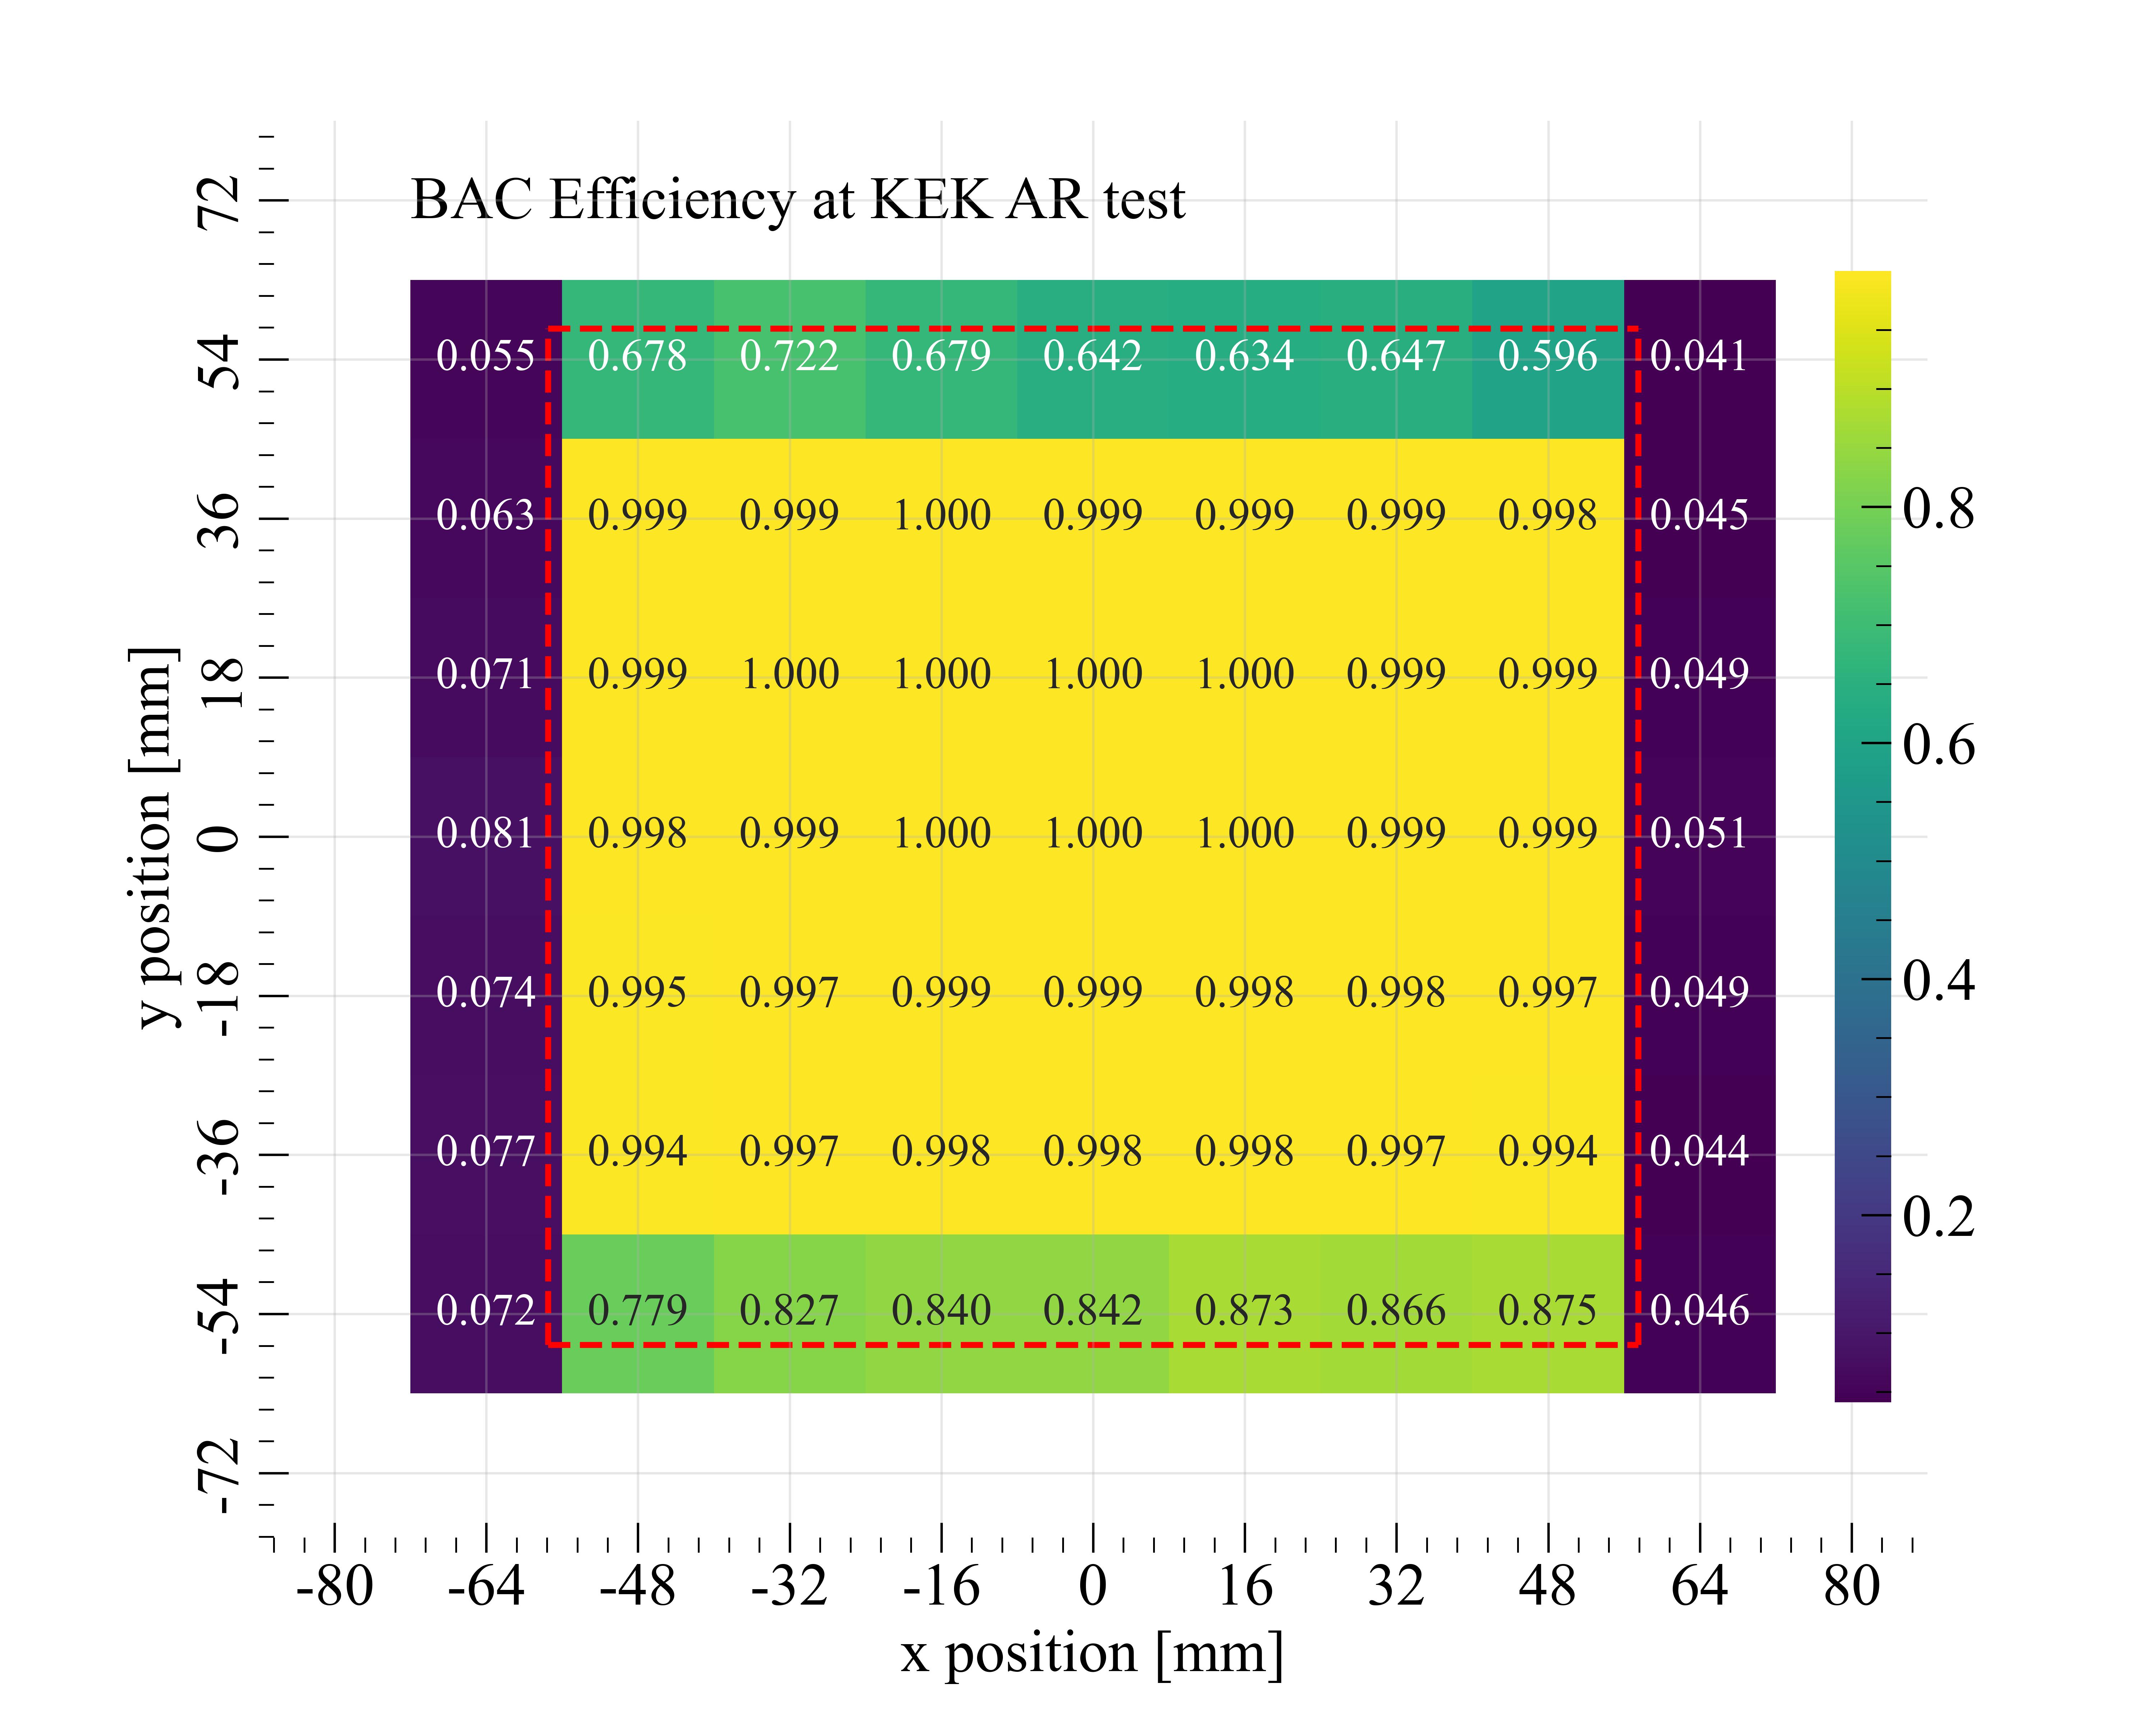 BAC Efficiency at KEK AR test
72
54
36
18
0
-18
-36
-54
-72
y position [mm]
0.055 0.678 0.722 0.679 0.642 0.634 0.647 0.596 0.041
0.063 0.999 0.999 1.000 0.999 0.999 0.999 0.998 0.045
0.071 0.999 1.000 1.000 1.000 1.000 0.999 0.999 0.049
0.081 0.998 0.999 1.000 1.000 1.000 0.999 0.999 0.051
0.074 0.995 0.997 0.999 0.999 0.998 0.998 0.997 0.049
0.077 0.994 0.997 0.998 0.998 0.998 0.997 0.994 0.044
0.072 0.779 0.827 0.840 0.842 0.873 0.866 0.875 0.046
0.8
0.6
0.4
0.2
-80 -64 -48 -32 -16 0 16 32 48 64 80
x position [mm]